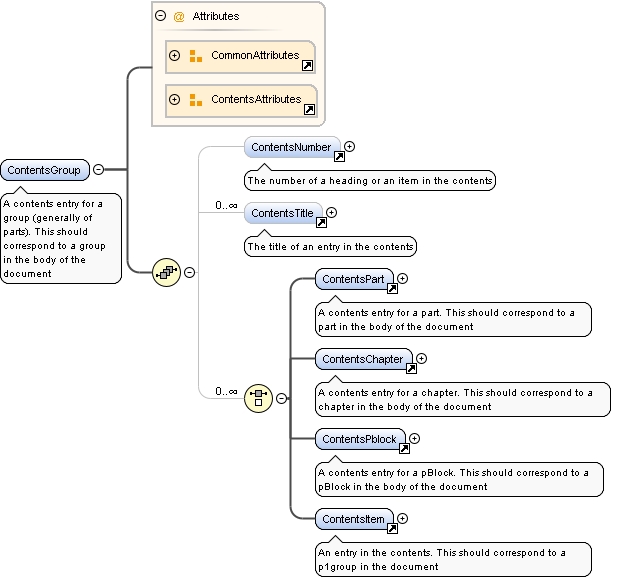 @ Attributes
CommonAttributes
ContentsAttributes
ContentsGroup
A contents entry for a
group (generally of
parts). This should
correspond to a group
in the body of the
document
ContentsNumber
The number of a heading or an item in the contents
0..∞
ContentsTitle
The title of an entry in the contents
0..∞
ContentsPart
A contents entry for a part. This should correspond to a
part in the body of the document
ContentsChapter
A contents entry for a chapter. This should correspond to a
chapter in the body of the document
ContentsPblock
A contents entry for a pBlock. This should correspond to a
pBlock in the body of the document
ContentsItem
An entry in the contents. This should correspond to a
p1group in the document